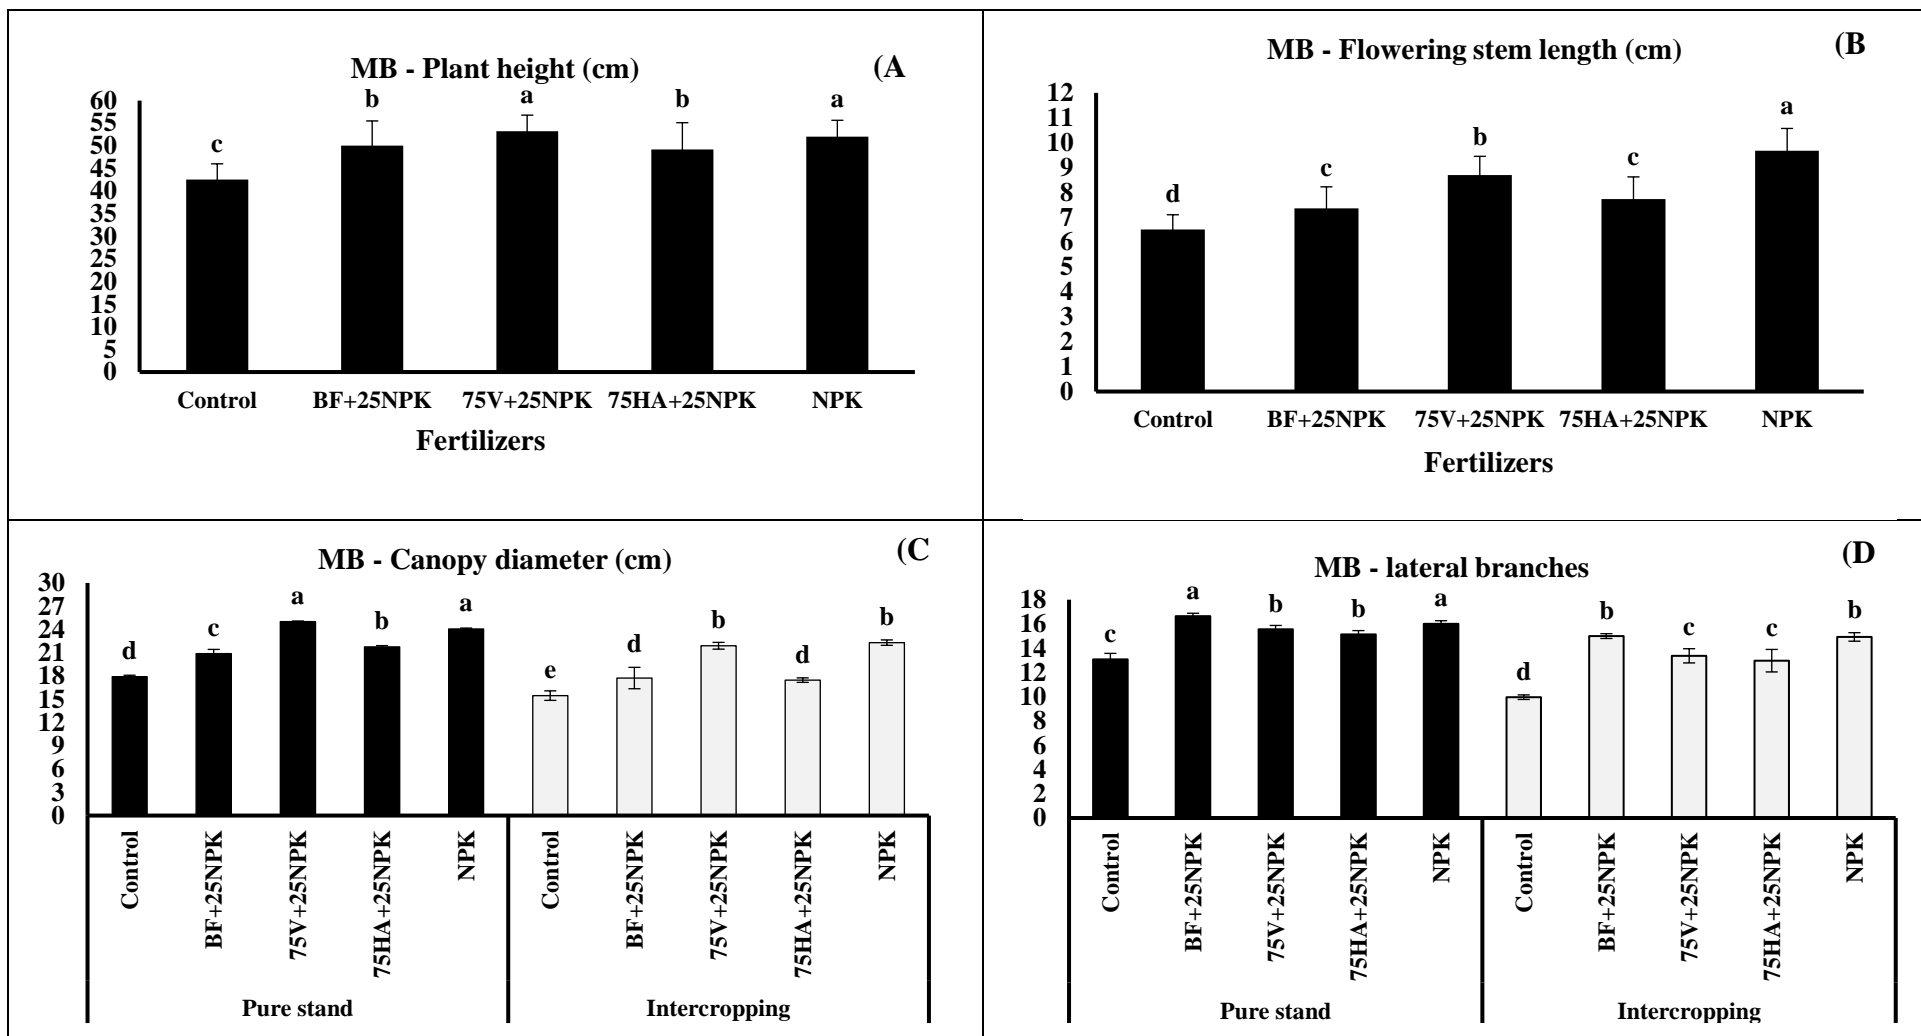 MB - Plant height (cm)
(A
60
55
50
45
40
35
30
25
20
15
10
5
0
c
b
a
b
a
Control
BF+25NPK
75V+25NPK
75HA+25NPK
NPK
Fertilizers
MB - Flowering stem length (cm)
(B
12
11
10
9
8
7
6
5
4
3
2
1
0
d
c
b
c
a
Control
BF+25NPK
75V+25NPK
75HA+25NPK
NPK
Fertilizers
MB - Canopy diameter (cm)
(C
30
27
24
21
18
15
12
9
6
3
0
d
c
a
b
a
e
d
b
d
b
Control
BF+25NPK
75V+25NPK
75HA+25NPK
NPK
Control
BF+25NPK
75V+25NPK
75HA+25NPK
NPK
Pure stand
Intercropping
MB - lateral branches
(D
18
16
14
12
10
8
6
4
2
0
c
a
b
b
a
d
b
c
c
b
Control
BF+25NPK
75V+25NPK
75HA+25NPK
NPK
Control
BF+25NPK
75V+25NPK
75HA+25NPK
NPK
Pure stand
Intercropping